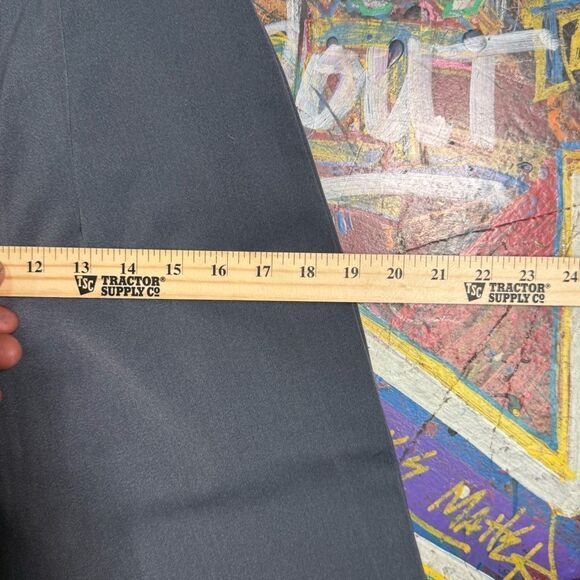 OUT
12 13 14 15 16 17 18 19 20 21 22 23 24
TSC TRACTOR® SUPPLY Cº TSC TRACTOR® SUPPLY Cº